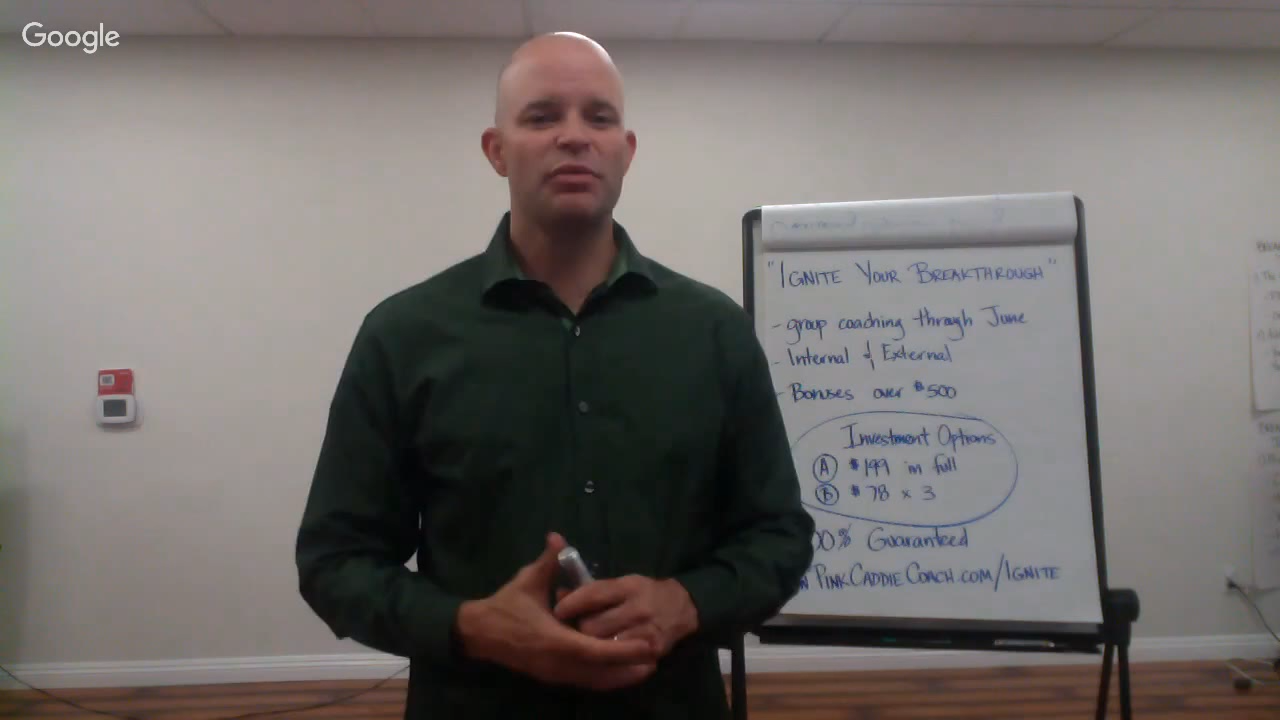 Google
"IGNITE YOUR BREAKTHROUGH"
- group coaching through June
- Internal & External
- Bonuses over $500
Investment Options
A $199 in full
B $78 x 3
00% Guaranteed
PINKCADDIECOACH.COM/IGNITE